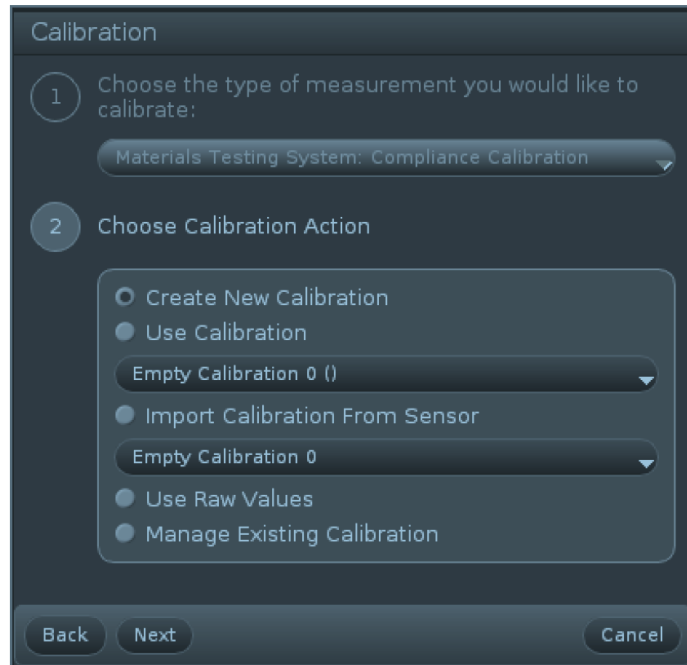 Calibration
1
Choose the type of measurement you would like to
calibrate:
Materials Testing System: Compliance Calibration
2
Choose Calibration Action
Create New Calibration
Use Calibration
Empty Calibration 0 ()
Import Calibration From Sensor
Empty Calibration 0
Use Raw Values
Manage Existing Calibration
Back Next Cancel